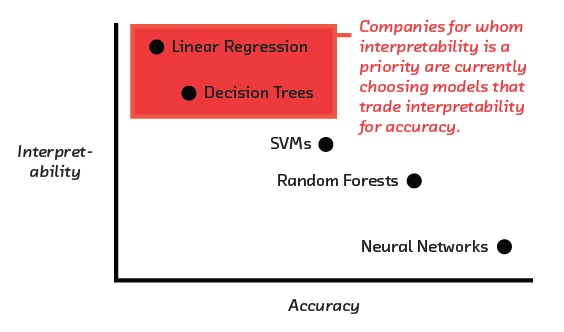 Linear Regression
Decision Trees
Companies for whom
interpretability is a
priority are currently
choosing models that
trade interpretability
for accuracy.
SVMs
Interpret-
ability
Random Forests
Neural Networks
Accuracy